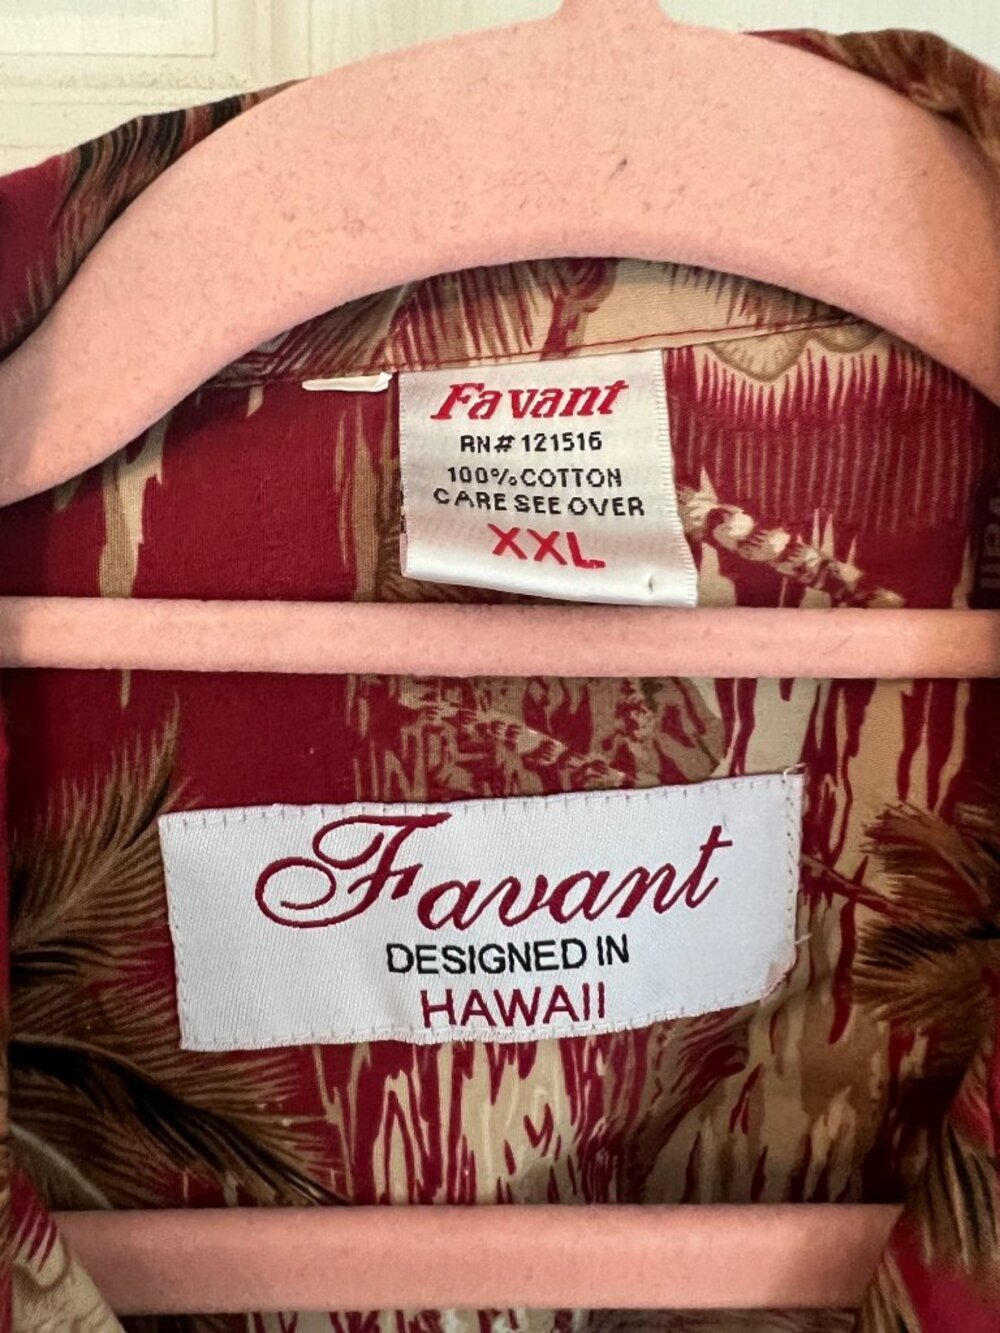 Favant
RN# 121516
100% COTTON
CARE SEE OVER
XXL
Favant
DESIGNED IN
HAWAII